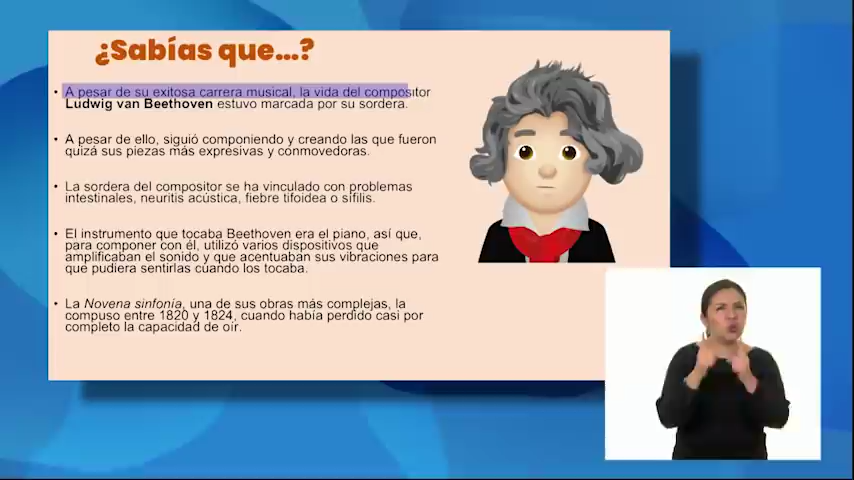 ¿Sabías que...?
• A pesar de su exitosa carrera musical, la vida del compositor
Ludwig van Beethoven estuvo marcada por su sordera.
• A pesar de ello, siguió componiendo y creando las que fueron
quizá sus piezas más expresivas y conmovedoras.
• La sordera del compositor se ha vinculado con problemas
intestinales, neuritis acústica, fiebre tifoidea o sífilis.
• El instrumento que tocaba Beethoven era el piano, así que,
para componer con él, utilizó varios dispositivos que
amplificaban el sonido y que acentuaban sus vibraciones para
que pudiera sentirlas cuando los tocaba.
• La Novena sinfonía, una de sus obras más complejas, la
compuso entre 1820 y 1824, cuando había perdido casi por
completo la capacidad de oír.